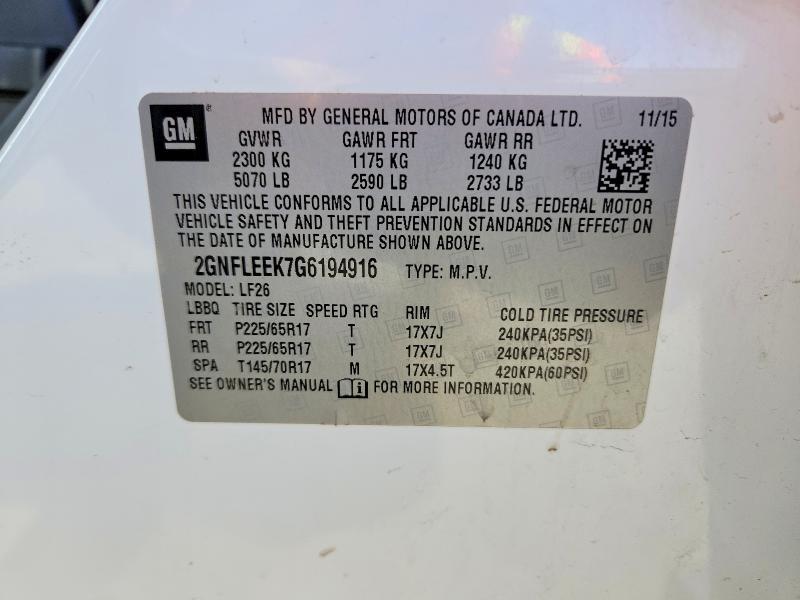 GM
MFD BY GENERAL MOTORS OF CANADA LTD. 11/15
GVWR GAWR FRT GAWR RR
2300 KG 1175 KG 1240 KG
5070 LB 2590 LB 2733 LB
THIS VEHICLE CONFORMS TO ALL APPLICABLE U.S. FEDERAL MOTOR
VEHICLE SAFETY AND THEFT PREVENTION STANDARDS IN EFFECT ON
THE DATE OF MANUFACTURE SHOWN ABOVE.
2GNFLEEK7G6194916 TYPE: M.P.V.
MODEL: LF26
LBBQ TIRE SIZE SPEED RTG RIM COLD TIRE PRESSURE
FRT P225/65R17 T 17X7J 240KPA(35PSI)
RR P225/65R17 T 17X7J 240KPA(35PSI)
SPA T145/70R17 M 17X4.5T 420KPA(60PSI)
SEE OWNER'S MANUAL i FOR MORE INFORMATION.